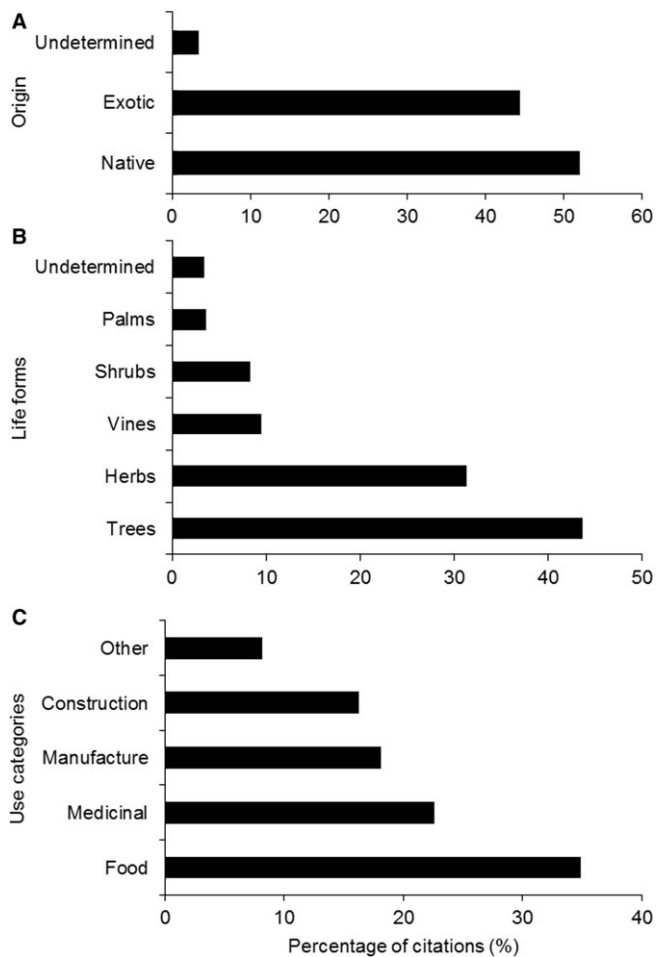 A
Origin
Undetermined
Exotic
Native
0 10 20 30 40 50 60
B
Life forms
Undetermined
Palms
Shrubs
Vines
Herbs
Trees
0 10 20 30 40 50
C
Use categories
Other
Construction
Manufacture
Medicinal
Food
0 10 20 30 40
Percentage of citations (%)